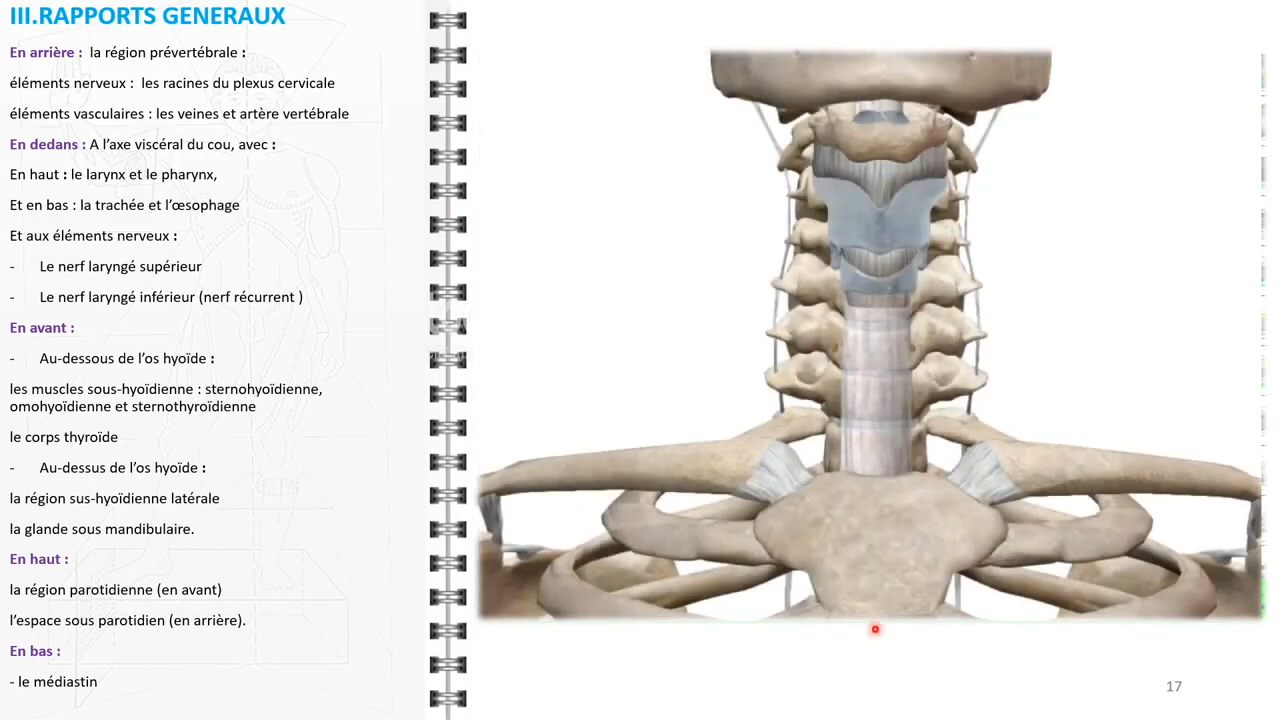 III.RAPPORTS GENERAUX
En arrière : la région prévertébrale :
éléments nerveux : les racines du plexus cervicale
éléments vasculaires : les veines et artère vertébrale
En dedans : A l'axe viscéral du cou, avec :
En haut : le larynx et le pharynx,
Et en bas : la trachée et l'œsophage
Et aux éléments nerveux :
- Le nerf laryngé supérieur
- Le nerf laryngé inférieur (nerf récurrent )
En avant :
- Au-dessous de l'os hyoïde :
les muscles sous-hyoïdienne : sternohyoïdienne,
omohyoïdienne et sternothyroïdienne
le corps thyroïde
- Au-dessus de l'os hyoïde :
la région sus-hyoïdienne latérale
la glande sous mandibulaire.
En haut :
la région parotidienne (en avant)
l'espace sous parotidien (en arrière).
En bas :
- le médiastin
17